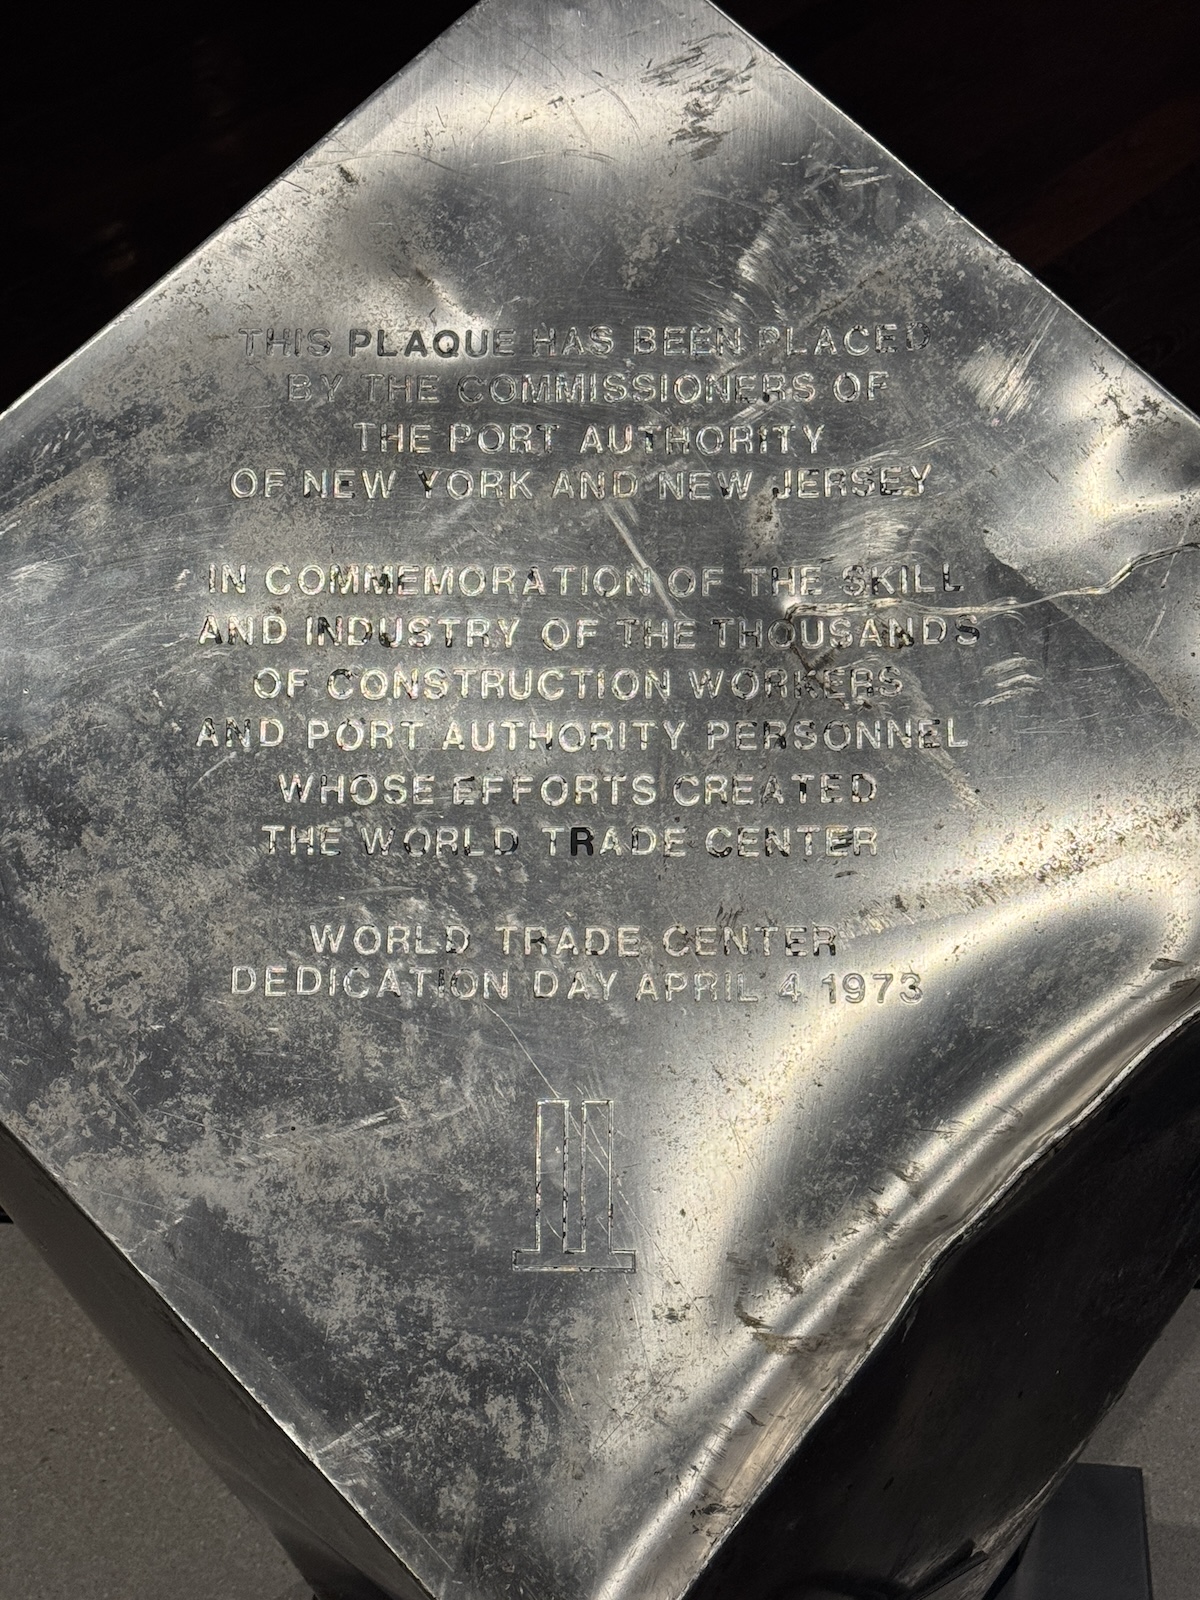 THIS PLAQUE HAS BEEN PLACED
BY THE COMMISSIONERS OF
THE PORT AUTHORITY
OF NEW YORK AND NEW JERSEY
IN COMMEMORATION OF THE SKILL
AND INDUSTRY OF THE THOUSANDS
OF CONSTRUCTION WORKERS
AND PORT AUTHORITY PERSONNEL
WHOSE EFFORTS CREATED
THE WORLD TRADE CENTER
WORLD TRADE CENTER
DEDICATION DAY APRIL 4 1973